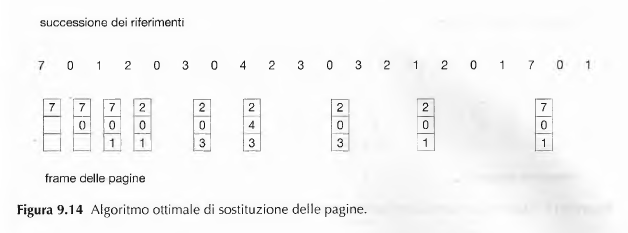 successione dei riferimenti
7 0 1 2 0 3 0 4 2 3 0 3 2 1 2 0 1 7 0 1
7 7 7 2 2 2 2 2 7
0 0 0 0 4 0 0 0
1 1 3 3 3 1 1
frame delle pagine
Figura 9.14 Algoritmo ottimale di sostituzione delle pagine.